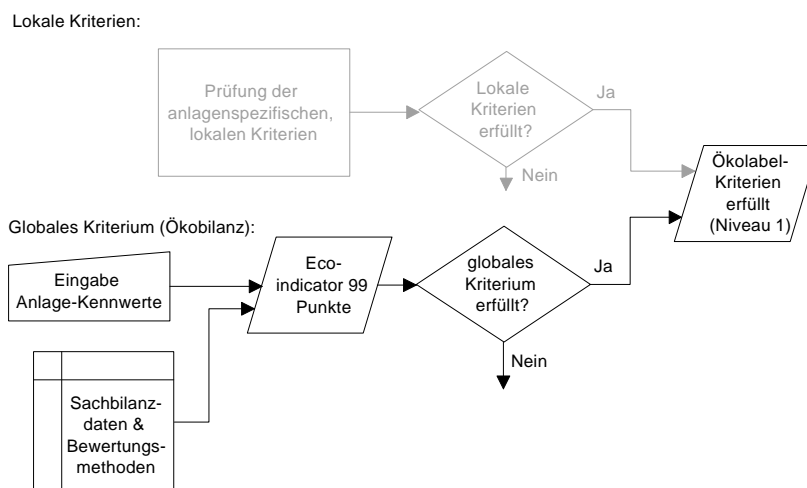 Lokale Kriterien:
Prüfung der
anlagenspezifischen,
lokalen Kriterien
Lokale
Kriterien
erfüllt?
Ja
Nein
Ökolabel-
Kriterien
erfüllt
(Niveau 1)
Globales Kriterium (Ökobilanz):
Eingabe
Anlage-Kennwerte
Eco-
indicator 99
Punkte
globales
Kriterium
erfüllt?
Ja
Nein
Sachbilanz-
daten &
Bewertungs-
methoden